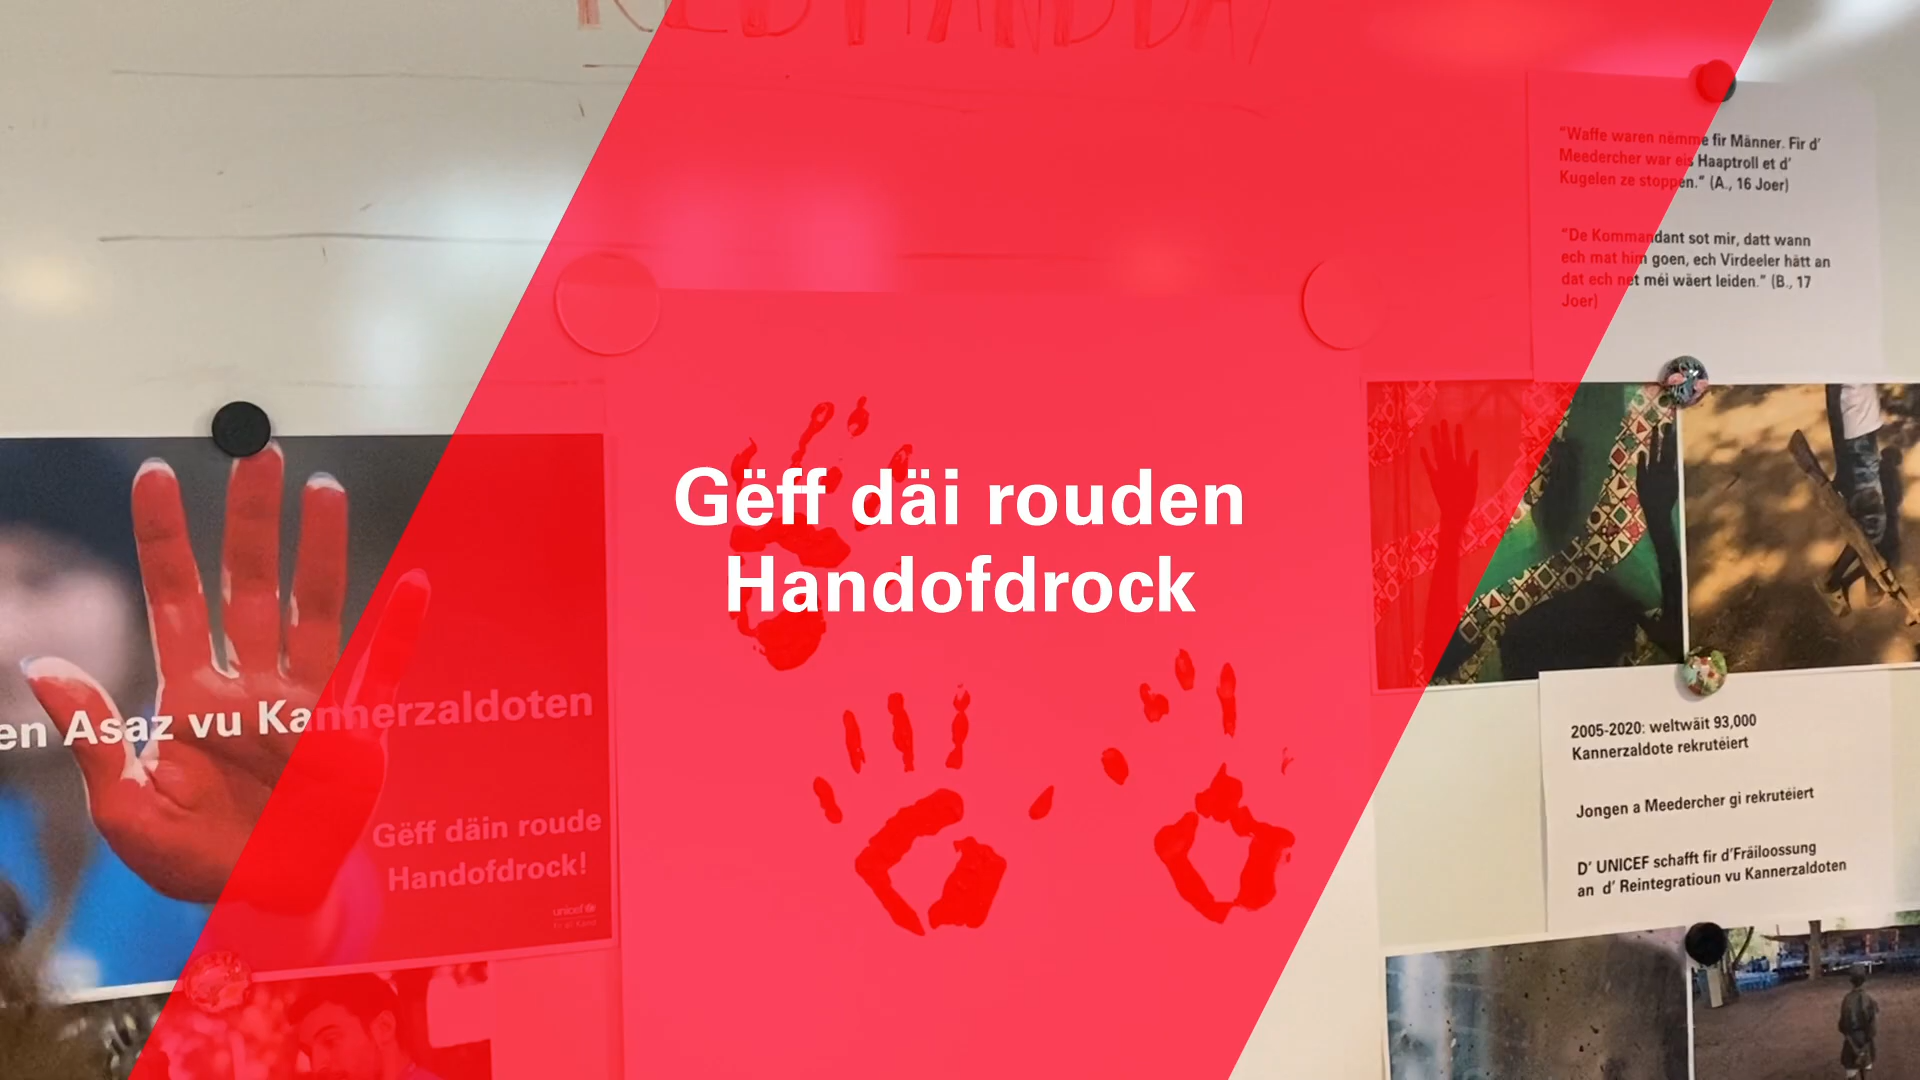 RED HAND DAY
“Waffe waren nëmme fir Männer. Fir d’
Meedercher war eis Haaptroll et d’
Kugelen ze stoppen.” (A., 16 Joer)
“De Kommandant sot mir, datt wann
ech mat him goen, ech Virdeeler hätt an
dat ech net méi wäert leiden.” (B., 17
Joer)
Gëff däi rouden
Handofdrock
en Asaz vu Kannerzaldoten
Gëff däin roude
Handofdrock!
unicef
2005-2020: weltwäit 93,000
Kannerzaldote rekrutéiert
Jongen a Meedercher gi rekrutéiert
D’ UNICEF schafft fir d’Fräiloossung
an d’ Reintegratioun vu Kannerzaldoten